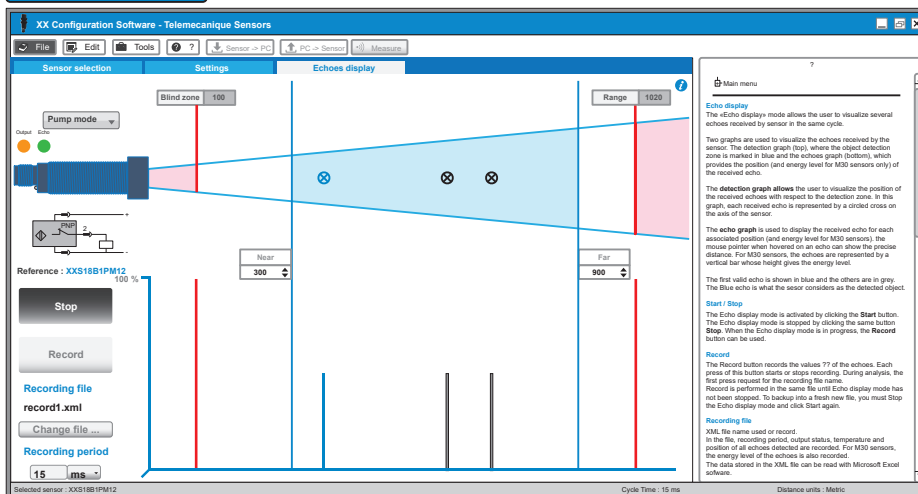 XX Configuration Software - Telemecanique Sensors
File Edit Tools ? ? Sensor -> PC PC -> Sensor Measure
Sensor selection Settings Echoes display
Blind zone 100
Range 1020
i
Pump mode
Output Echo
PNP
+
2
-
Near
300
Far
900
Reference : XXS18B1PM12
100 %
Stop
Record
Recording file
record1.xml
Change file ...
Recording period
15 ms
Selected sensor : XXS18B1PM12 Cycle Time : 15 ms Distance units : Metric
?
Main menu
Echo display
The «Echo display» mode allows the user to visualize several
echoes received by sensor in the same cycle.
Two graphs are used to visualize the echoes received by the
sensor. The detection graph (top), where the object detection
zone is marked in blue and the echoes graph (bottom), which
provides the position (and energy level for M30 sensors only) of
the received echo.
The detection graph allows the user to visualize the position of
the received echoes with respect to the detection zone. In this
graph, each received echo is represented by a circled cross on
the axis of the sensor.
The echo graph is used to display the received echo for each
associated position (and energy level for M30 sensors). the
mouse pointer when hovered on an echo can show the precise
distance. For M30 sensors, the echoes are represented by a
vertical bar whose height gives the energy level.
The first valid echo is shown in blue and the others are in grey.
The Blue echo is what the sesor considers as the detected object.
Start / Stop
The Echo display mode is activated by clicking the Start button.
The Echo display mode is stopped by clicking the same button
Stop. When the Echo display mode is in progress, the Record
button can be used.
Record
The Record button records the values ?? of the echoes. Each
press of this button starts or stops recording. During analysis, the
first press request for the recording file name.
Record is performed in the same file until Echo display mode has
not been stopped. To backup into a fresh new file, you must Stop
the Echo display mode and click Start again.
Recording file
XML file name used or record.
In the file, recording period, output status, temperature and
position of all echoes detected are recorded. For M30 sensors,
the energy level of the echoes is also recorded.
The data stored in the XML file can be read with Microsoft Excel
sofware.